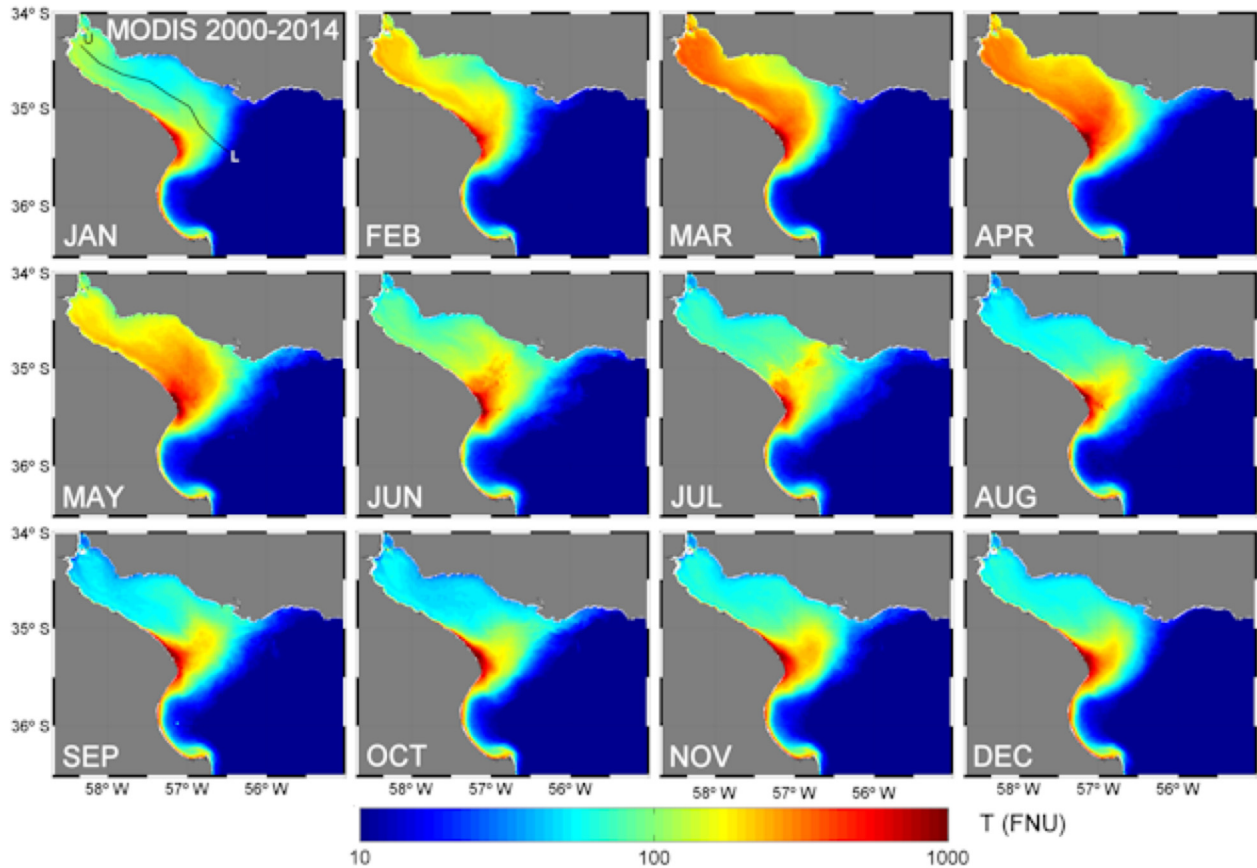 U MODIS 2000-2014
34° S
35° S
L
36° S
JAN FEB MAR APR
34° S
35° S
36° S
MAY JUN JUL AUG
34° S
35° S
36° S
SEP OCT NOV DEC
58° W 57° W 56° W 58° W 57° W 56° W 58° W 57° W 56° W 58° W 57° W 56° W
T (FNU)
10 100 1000